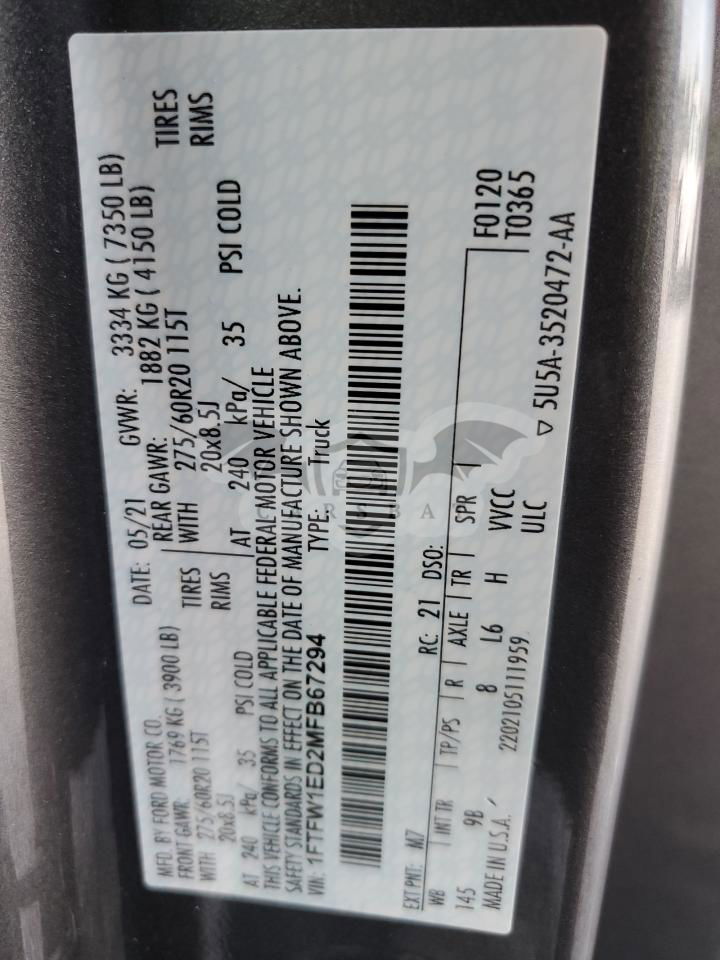 MFD. BY FORD MOTOR CO.
DATE: 05/21 GVWR: 3334 KG ( 7350 LB)
FRONT GAWR: 1769 KG ( 3900 LB) REAR GAWR: 1882 KG ( 4150 LB)
WITH 275/60R20 115T TIRES WITH 275/60R20 115T TIRES
20x8.5J RIMS 20x8.5J RIMS
AT 240 kPa/ 35 PSI COLD AT 240 kPa/ 35 PSI COLD
THIS VEHICLE CONFORMS TO ALL APPLICABLE FEDERAL MOTOR VEHICLE
SAFETY STANDARDS IN EFFECT ON THE DATE OF MANUFACTURE SHOWN ABOVE.
VIN: 1FTFW1ED2MFB67294 TYPE: Truck
EXT PNT: M7 RC: 21 DSO: F0120
WB INT TR TP/PS R AXLE TR SPR T0365
145 9B 8 L6 H VVCC
MADE IN U.S.A. 2202105111959. ULC
5U5A-3520472-AA
R S B A